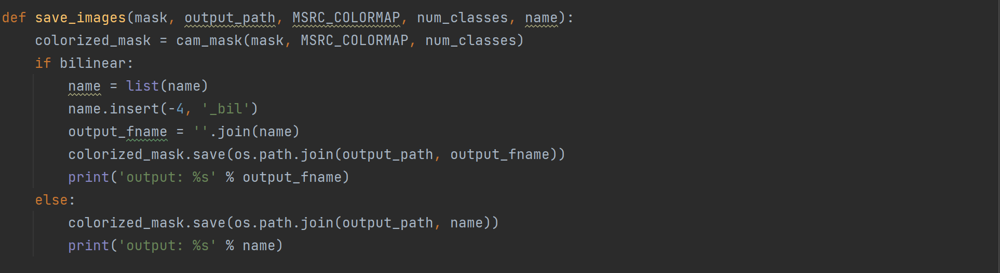 def save_images(mask, output_path, MSRC_COLORMAP, num_classes, name):
    colorized_mask = cam_mask(mask, MSRC_COLORMAP, num_classes)
    if bilinear:
        name = list(name)
        name.insert(-4, '_bil')
        output_fname = ''.join(name)
        colorized_mask.save(os.path.join(output_path, output_fname))
        print('output: %s' % output_fname)
    else:
        colorized_mask.save(os.path.join(output_path, name))
        print('output: %s' % name)